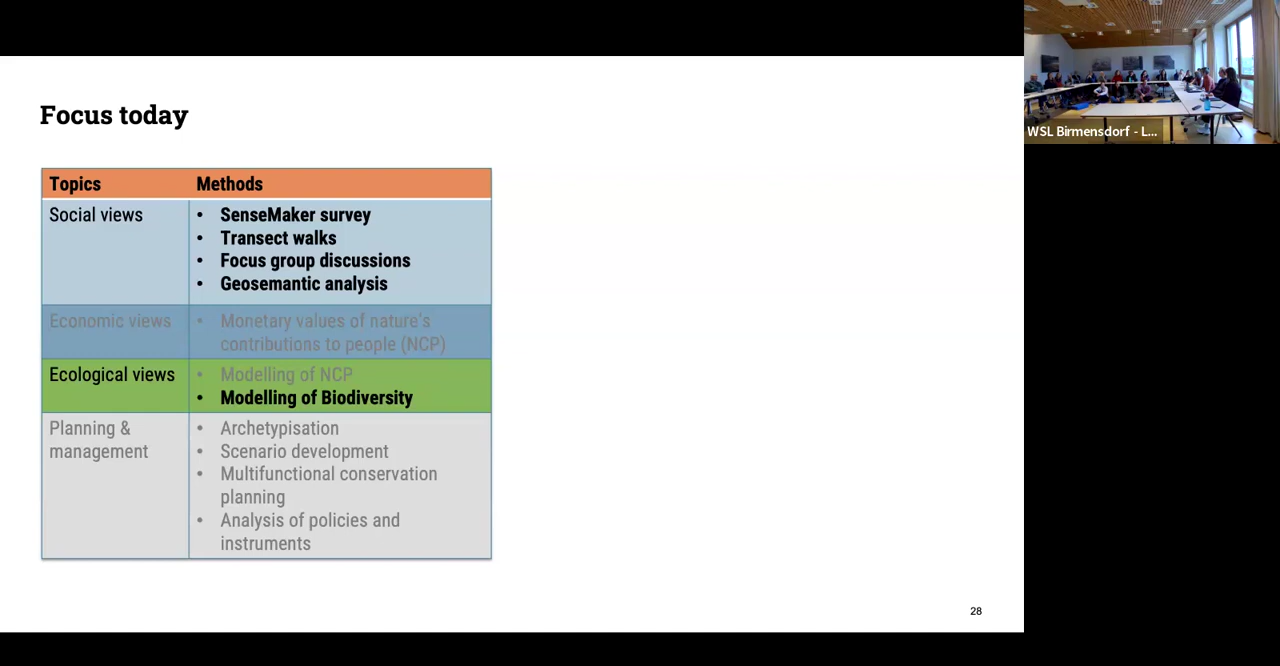 Focus today
Topics Methods
Social views • SenseMaker survey
• Transect walks
• Focus group discussions
• Geosemantic analysis
Economic views • Monetary values of nature's
contributions to people (NCP)
Ecological views • Modelling of NCP
• Modelling of Biodiversity
Planning & • Archetypisation
management • Scenario development
• Multifunctional conservation
planning
• Analysis of policies and
instruments
28
WSL Birmensdorf - L...